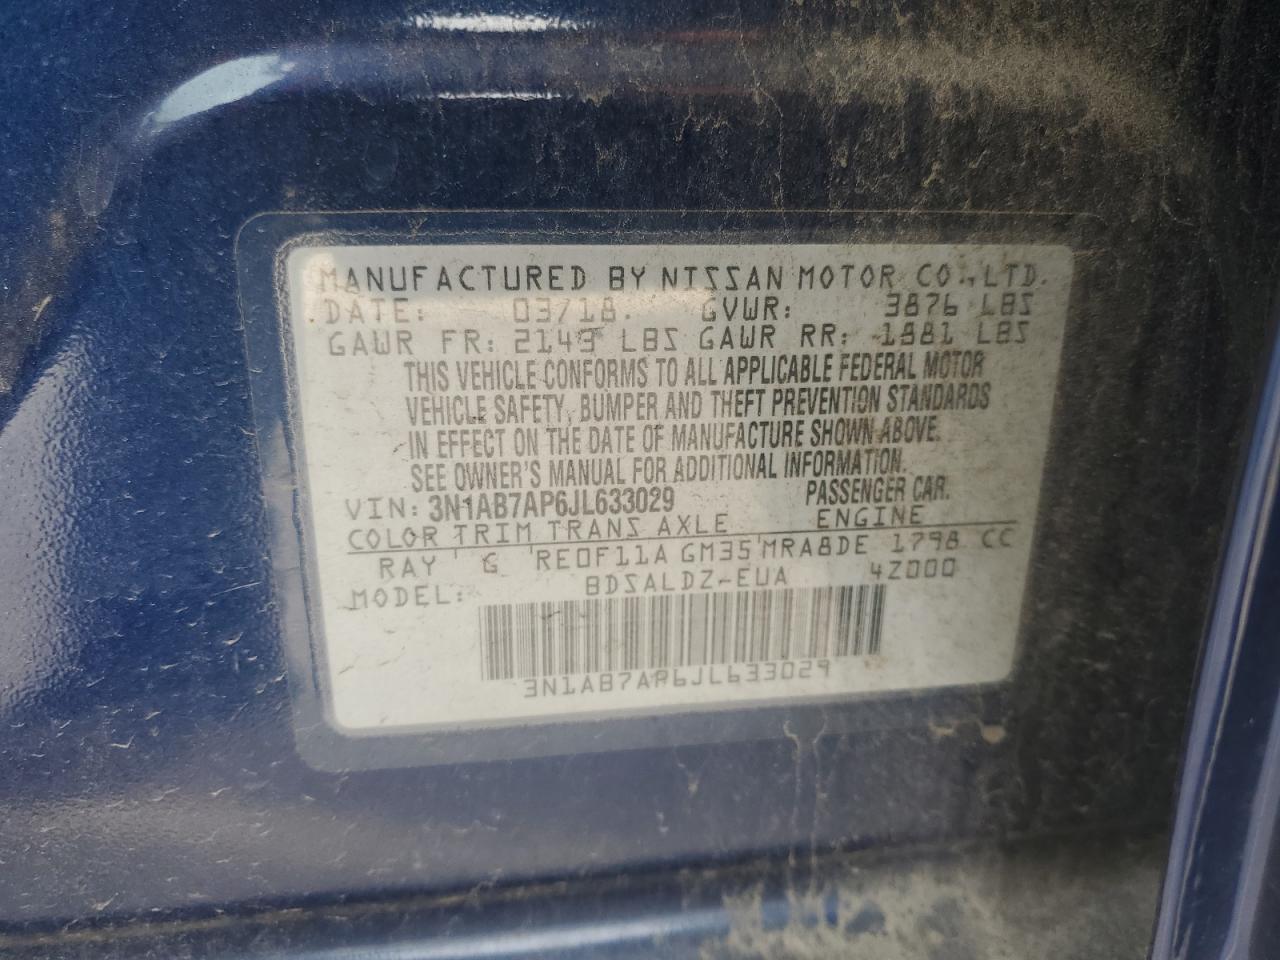 MANUFACTURED BY NISSAN MOTOR CO., LTD.
DATE: 03/18. GVWR: 3876 LBS
GAWR FR: 2149 LBS GAWR RR: 1881 LBS
THIS VEHICLE CONFORMS TO ALL APPLICABLE FEDERAL MOTOR
VEHICLE SAFETY, BUMPER AND THEFT PREVENTION STANDARDS
IN EFFECT ON THE DATE OF MANUFACTURE SHOWN ABOVE.
SEE OWNER'S MANUAL FOR ADDITIONAL INFORMATION.
VIN: 3N1AB7AP6JL633029 PASSENGER CAR.
COLOR TRIM TRANS AXLE ENGINE
RAY G RE0F11A GM35 MRA8DE 1798 CC
MODEL: BDSALDZ-EUA 4Z000
3N1AB7AP6JL633029